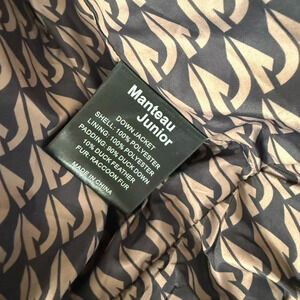 Manteau
Junior
DOWN JACKET
SHELL: 100% POLYESTER
LINING: 100% POLYESTER
PADDING: 90% DUCK DOWN
10% DUCK FEATHER
FUR: RACCOON FUR
MADE IN CHINA